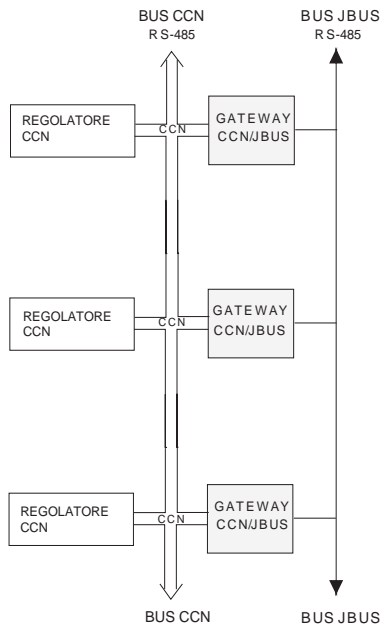 BUS CCN
RS-485
BUS JBUS
RS-485
REGOLATORE
CCN
CCN
GATEWAY
CCN/JBUS
REGOLATORE
CCN
CCN
GATEWAY
CCN/JBUS
REGOLATORE
CCN
CCN
GATEWAY
CCN/JBUS
BUS CCN
BUS JBUS